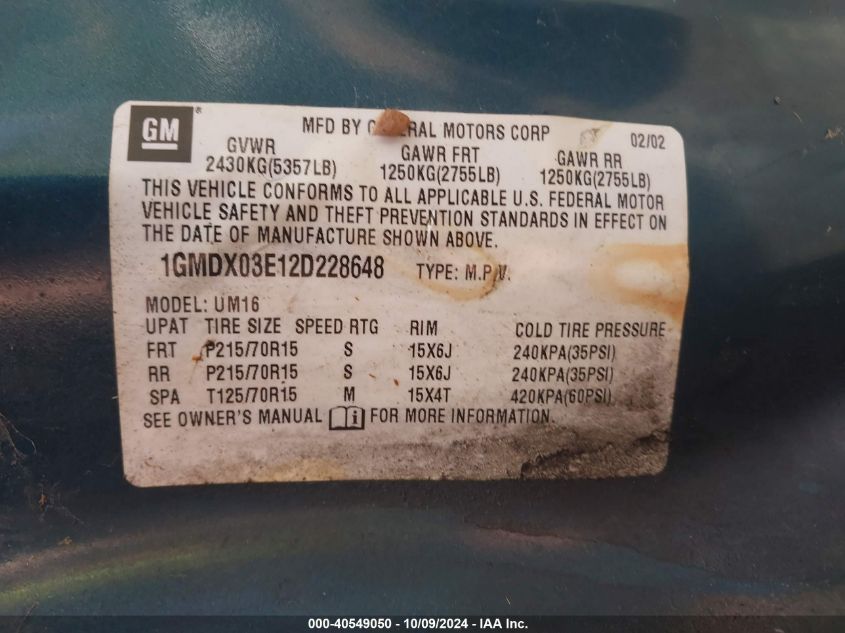 GM ®
MFD BY GENERAL MOTORS CORP 02/02
GVWR GAWR FRT GAWR RR
2430KG(5357LB) 1250KG(2755LB) 1250KG(2755LB)
THIS VEHICLE CONFORMS TO ALL APPLICABLE U.S. FEDERAL MOTOR
VEHICLE SAFETY AND THEFT PREVENTION STANDARDS IN EFFECT ON
THE DATE OF MANUFACTURE SHOWN ABOVE.
1GMDX03E12D228648 TYPE: M.P.V.
MODEL: UM16
UPAT TIRE SIZE SPEED RTG RIM COLD TIRE PRESSURE
FRT P215/70R15 S 15X6J 240KPA(35PSI)
RR P215/70R15 S 15X6J 240KPA(35PSI)
SPA T125/70R15 M 15X4T 420KPA(60PSI)
SEE OWNER'S MANUAL i FOR MORE INFORMATION.
000-40549050 - 10/09/2024 - IAA Inc.